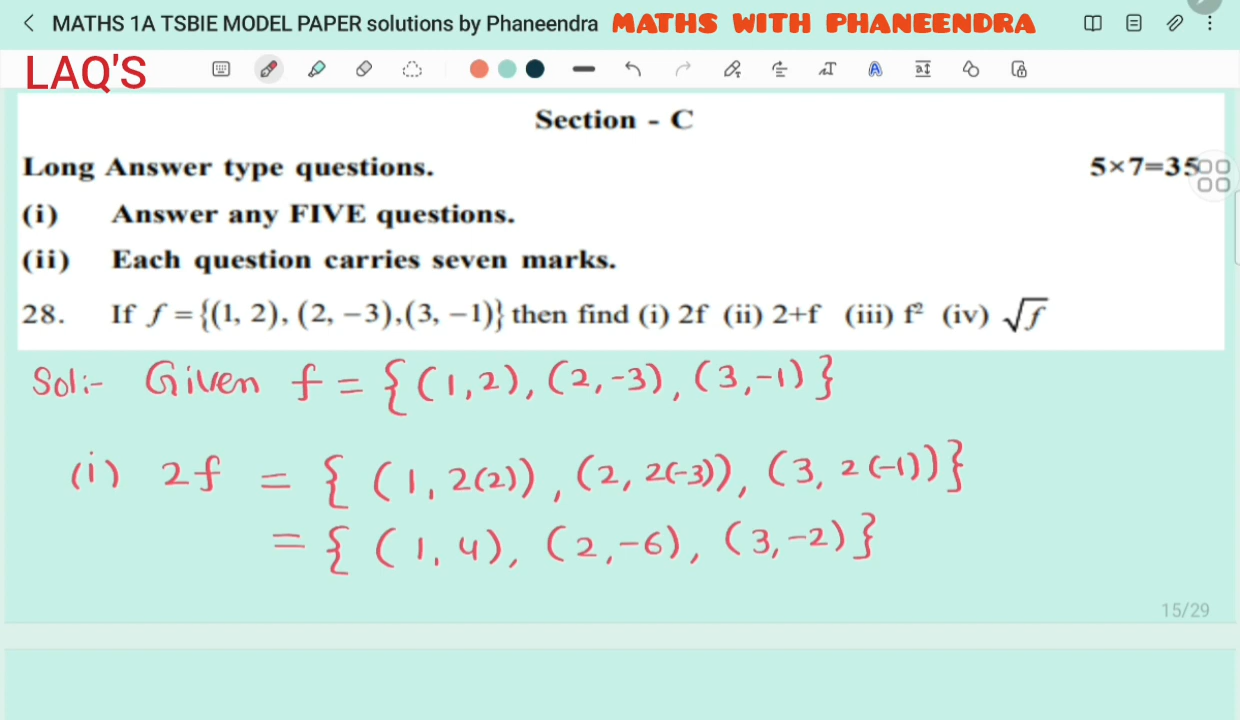 MATHS 1A TSBIE MODEL PAPER solutions by Phaneendra MATHS WITH PHANEENDRA
LAQ'S
Section - C
Long Answer type questions. 5×7=35
(i) Answer any FIVE questions.
(ii) Each question carries seven marks.
28. If f = {(1, 2), (2, −3),(3, −1)} then find (i) 2f (ii) 2+f (iii) f² (iv) √f
Sol:- Given f = { (1,2), (2,-3), (3,-1) }
(i) 2f = { (1, 2(2)), (2, 2(-3)), (3, 2(-1)) }
= { (1, 4), (2,-6), (3,-2) }
15/29